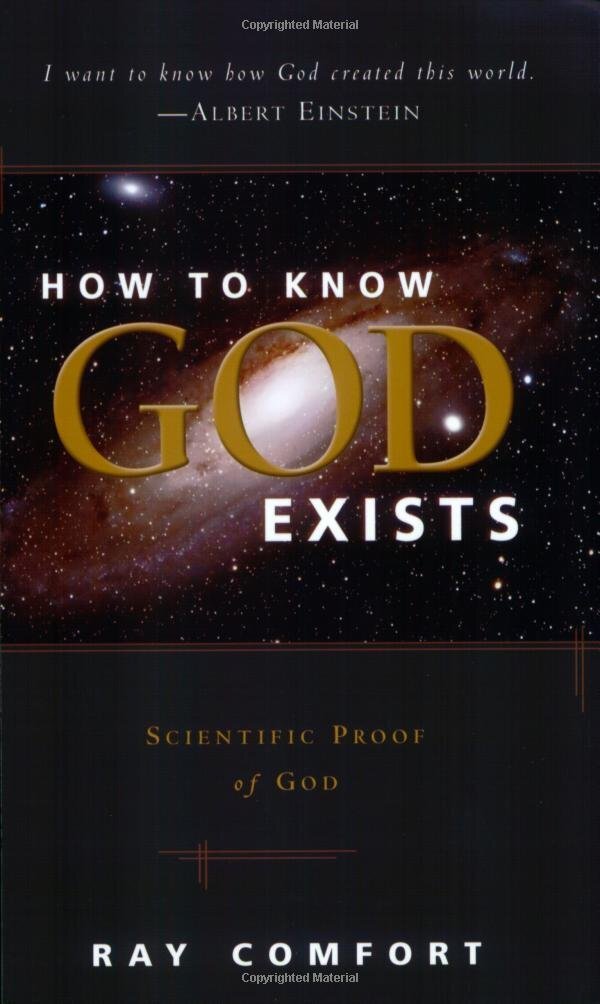 Copyrighted Material
I want to know how God created this world.
—ALBERT EINSTEIN
HOW TO KNOW
GOD
EXISTS
SCIENTIFIC PROOF
of GOD
RAY COMFORT
Copyrighted Material